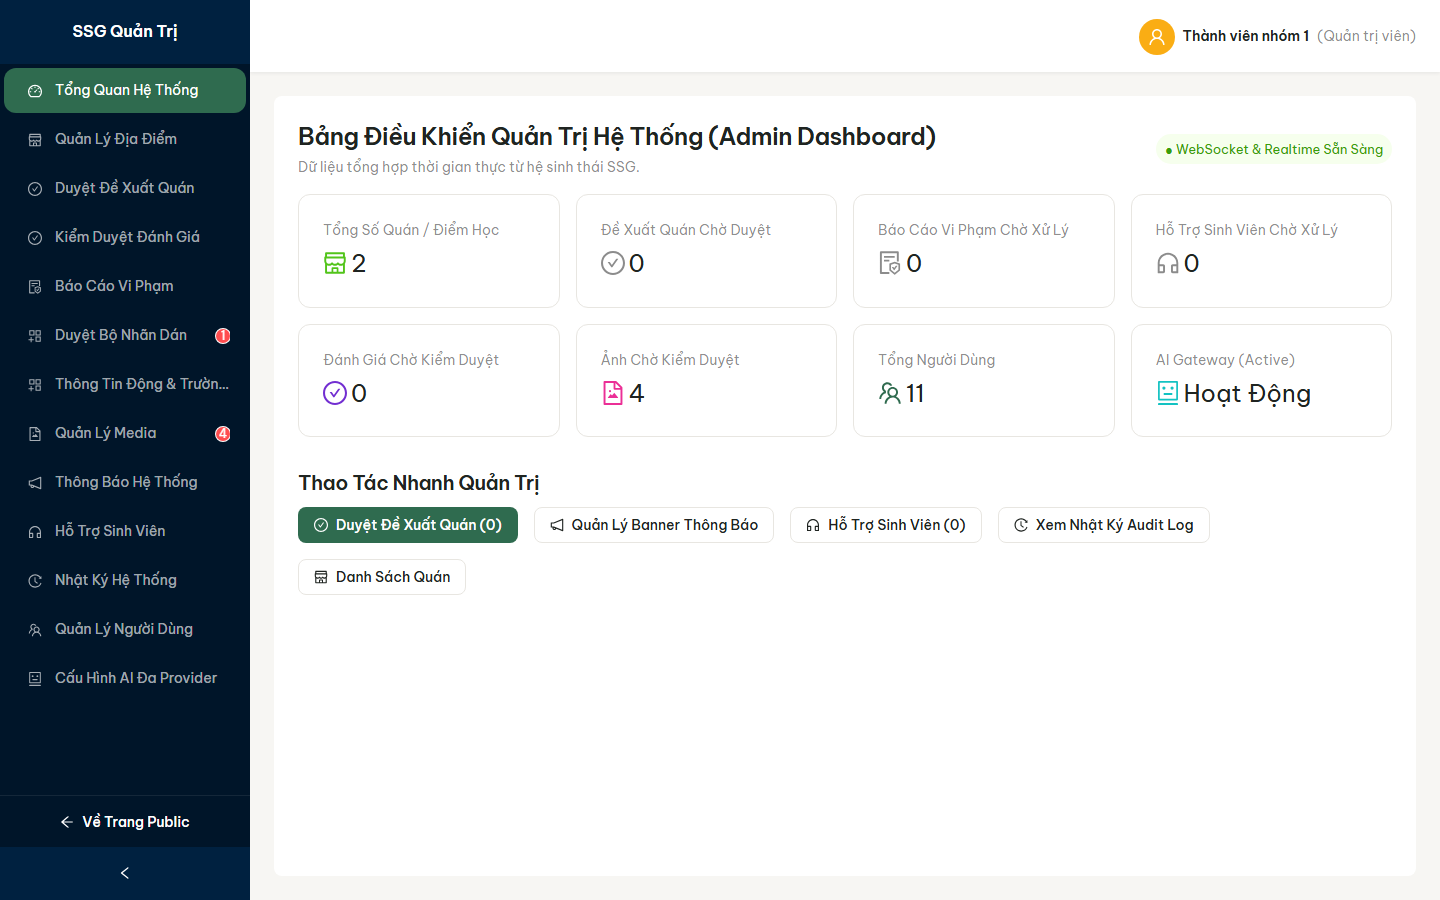 SSG Quản Trị
Thành viên nhóm 1 (Quản trị viên)
Tổng Quan Hệ Thống
Quản Lý Địa Điểm
Duyệt Đề Xuất Quán
Kiểm Duyệt Đánh Giá
Báo Cáo Vi Phạm
Duyệt Bộ Nhãn Dán 1
Thông Tin Động & Trườn...
Quản Lý Media 4
Thông Báo Hệ Thống
Hỗ Trợ Sinh Viên
Nhật Ký Hệ Thống
Quản Lý Người Dùng
Cấu Hình AI Đa Provider
Về Trang Public
Bảng Điều Khiển Quản Trị Hệ Thống (Admin Dashboard)
Dữ liệu tổng hợp thời gian thực từ hệ sinh thái SSG.
● WebSocket & Realtime Sẵn Sàng
Tổng Số Quán / Điểm Học
2
Đề Xuất Quán Chờ Duyệt
0
Báo Cáo Vi Phạm Chờ Xử Lý
0
Hỗ Trợ Sinh Viên Chờ Xử Lý
0
Đánh Giá Chờ Kiểm Duyệt
0
Ảnh Chờ Kiểm Duyệt
4
Tổng Người Dùng
11
AI Gateway (Active)
Hoạt Động
Thao Tác Nhanh Quản Trị
Duyệt Đề Xuất Quán (0)
Quản Lý Banner Thông Báo
Hỗ Trợ Sinh Viên (0)
Xem Nhật Ký Audit Log
Danh Sách Quán